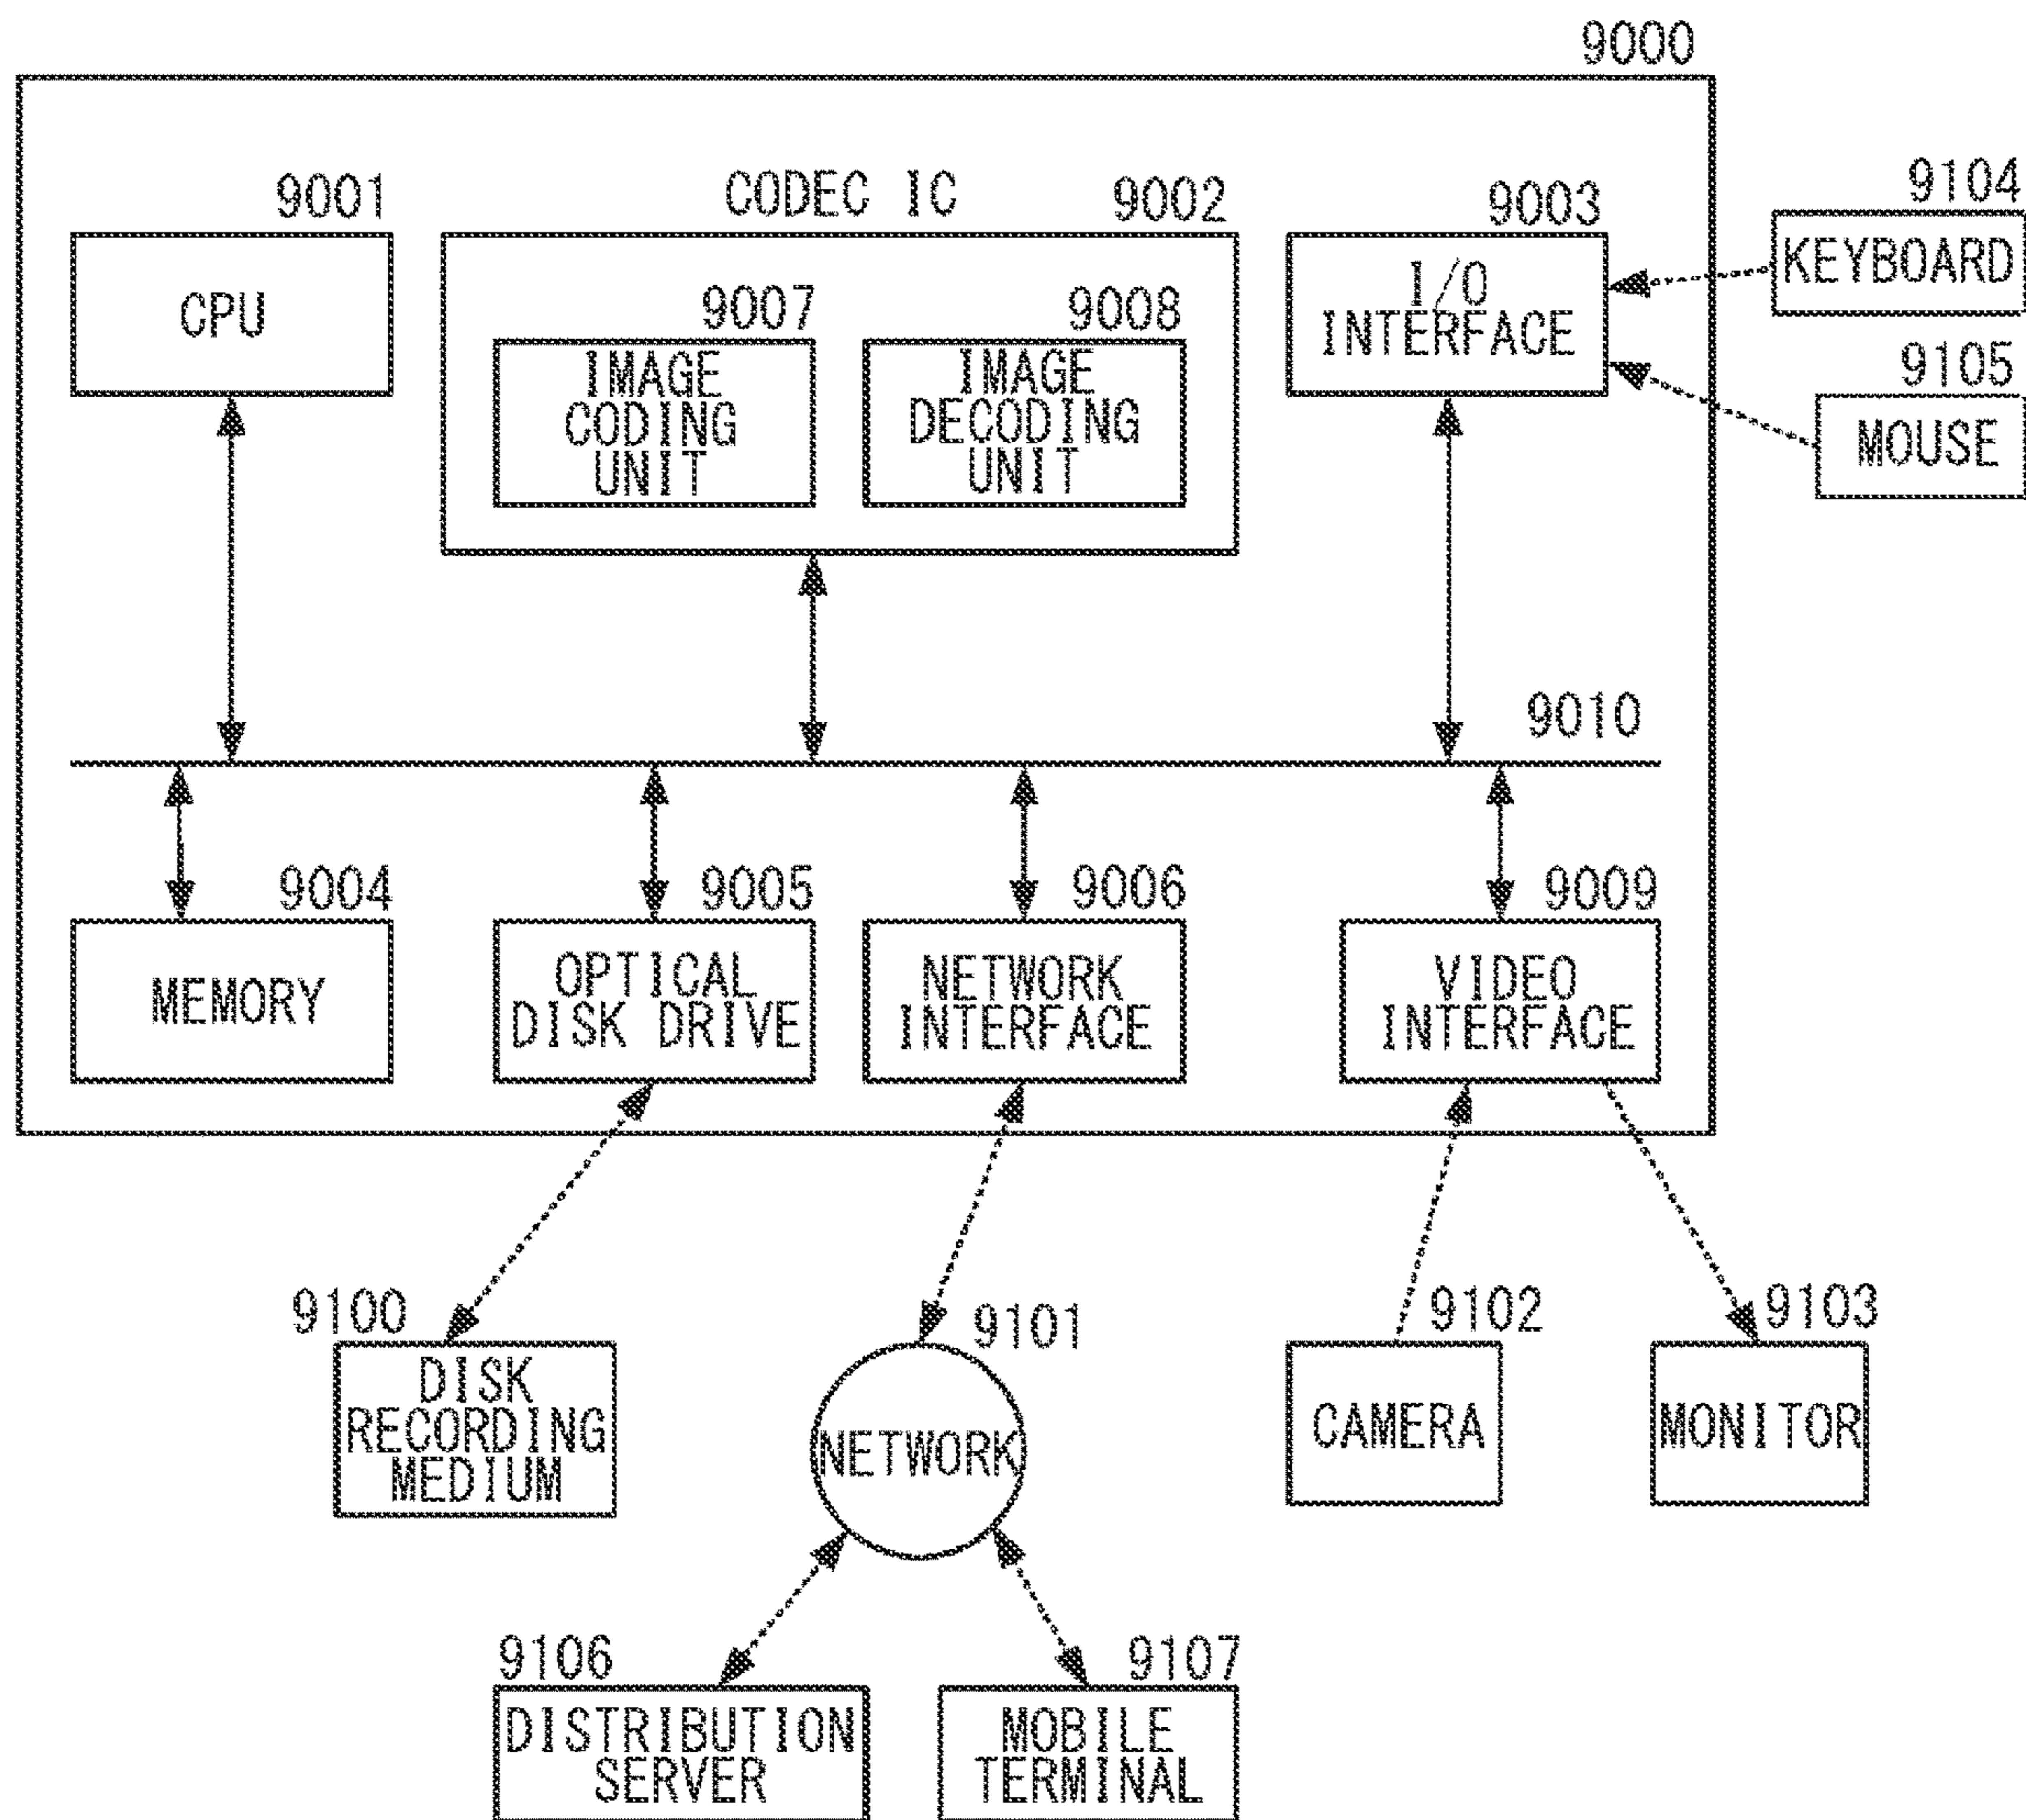 9000
9001
CODEC IC
9002
9003
9104
CPU
9007
9008
I/O
INTERFACE
KEYBOARD
IMAGE
CODING
UNIT
IMAGE
DECODING
UNIT
9105
MOUSE
9010
9004
9005
9006
9009
MEMORY
OPTICAL
DISK DRIVE
NETWORK
INTERFACE
VIDEO
INTERFACE
9100
9101
9102
9103
DISK
RECORDING
MEDIUM
NETWORK
CAMERA
MONITOR
9106
9107
DISTRIBUTION
SERVER
MOBILE
TERMINAL